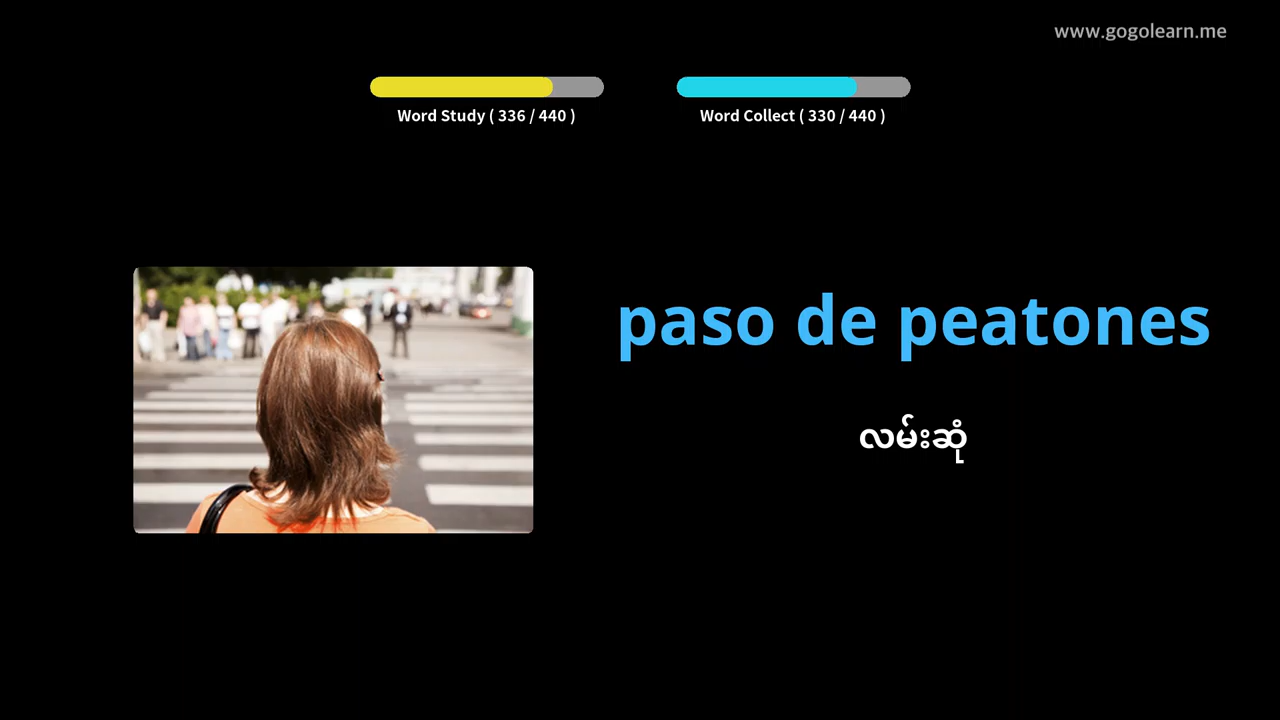 www.gogolearn.me
Word Study ( 336 / 440 )
Word Collect ( 330 / 440 )
paso de peatones
လမ်းဆုံ